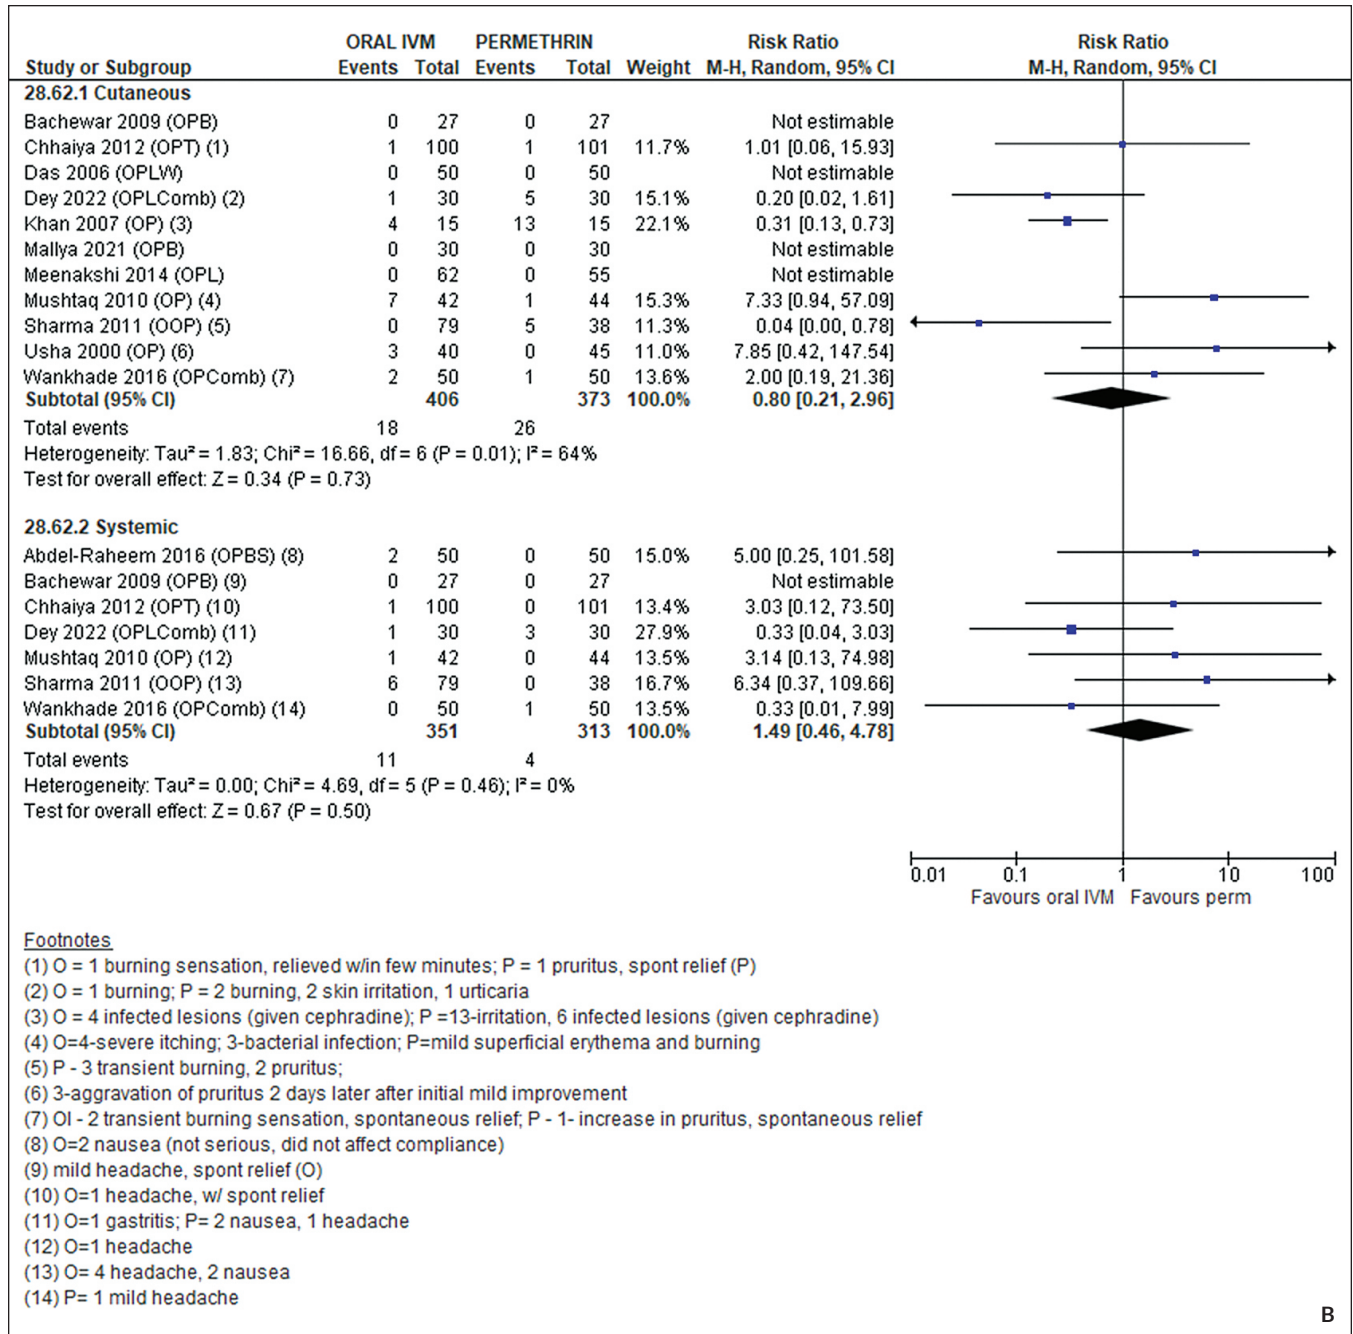 ORAL IVM PERMETHRIN Risk Ratio Risk Ratio
Study or Subgroup Events Total Events Total Weight M-H, Random, 95% CI M-H, Random, 95% CI
28.62.1 Cutaneous
Bachewar 2009 (OPB) 0 27 0 27 Not estimable
Chhaiya 2012 (OPT) (1) 1 100 1 101 11.7% 1.01 [0.06, 15.93]
Das 2006 (OPLW) 0 50 0 50 Not estimable
Dey 2022 (OPLComb) (2) 1 30 5 30 15.1% 0.20 [0.02, 1.61]
Khan 2007 (OP) (3) 4 15 13 15 22.1% 0.31 [0.13, 0.73]
Mallya 2021 (OPB) 0 30 0 30 Not estimable
Meenakshi 2014 (OPL) 0 62 0 55 Not estimable
Mushtaq 2010 (OP) (4) 7 42 1 44 15.3% 7.33 [0.94, 57.09]
Sharma 2011 (OOP) (5) 0 79 5 38 11.3% 0.04 [0.00, 0.78]
Usha 2000 (OP) (6) 3 40 0 45 11.0% 7.85 [0.42, 147.54]
Wankhade 2016 (OPComb) (7) 2 50 1 50 13.6% 2.00 [0.19, 21.36]
Subtotal (95% CI) 406 373 100.0% 0.80 [0.21, 2.96]
Total events 18 26
Heterogeneity: Tau² = 1.83; Chi² = 16.66, df = 6 (P = 0.01); I² = 64%
Test for overall effect: Z = 0.34 (P = 0.73)
28.62.2 Systemic
Abdel-Raheem 2016 (OPBS) (8) 2 50 0 50 15.0% 5.00 [0.25, 101.58]
Bachewar 2009 (OPB) (9) 0 27 0 27 Not estimable
Chhaiya 2012 (OPT) (10) 1 100 0 101 13.4% 3.03 [0.12, 73.50]
Dey 2022 (OPLComb) (11) 1 30 3 30 27.9% 0.33 [0.04, 3.03]
Mushtaq 2010 (OP) (12) 1 42 0 44 13.5% 3.14 [0.13, 74.98]
Sharma 2011 (OOP) (13) 6 79 0 38 16.7% 6.34 [0.37, 109.66]
Wankhade 2016 (OPComb) (14) 0 50 1 50 13.5% 0.33 [0.01, 7.99]
Subtotal (95% CI) 351 313 100.0% 1.49 [0.46, 4.78]
Total events 11 4
Heterogeneity: Tau² = 0.00; Chi² = 4.69, df = 5 (P = 0.46); I² = 0%
Test for overall effect: Z = 0.67 (P = 0.50)
0.01 0.1 1 10 100
Favours oral IVM Favours perm
Footnotes
(1) O = 1 burning sensation, relieved w/in few minutes; P = 1 pruritus, spont relief (P)
(2) O = 1 burning; P = 2 burning, 2 skin irritation, 1 urticaria
(3) O = 4 infected lesions (given cephradine); P =13-irritation, 6 infected lesions (given cephradine)
(4) O=4-severe itching; 3-bacterial infection; P=mild superficial erythema and burning
(5) P - 3 transient burning, 2 pruritus;
(6) 3-aggravation of pruritus 2 days later after initial mild improvement
(7) OI - 2 transient burning sensation, spontaneous relief; P - 1- increase in pruritus, spontaneous relief
(8) O=2 nausea (not serious, did not affect compliance)
(9) mild headache, spont relief (O)
(10) O=1 headache, w/ spont relief
(11) O=1 gastritis; P= 2 nausea, 1 headache
(12) O=1 headache
(13) O= 4 headache, 2 nausea
(14) P= 1 mild headache
B